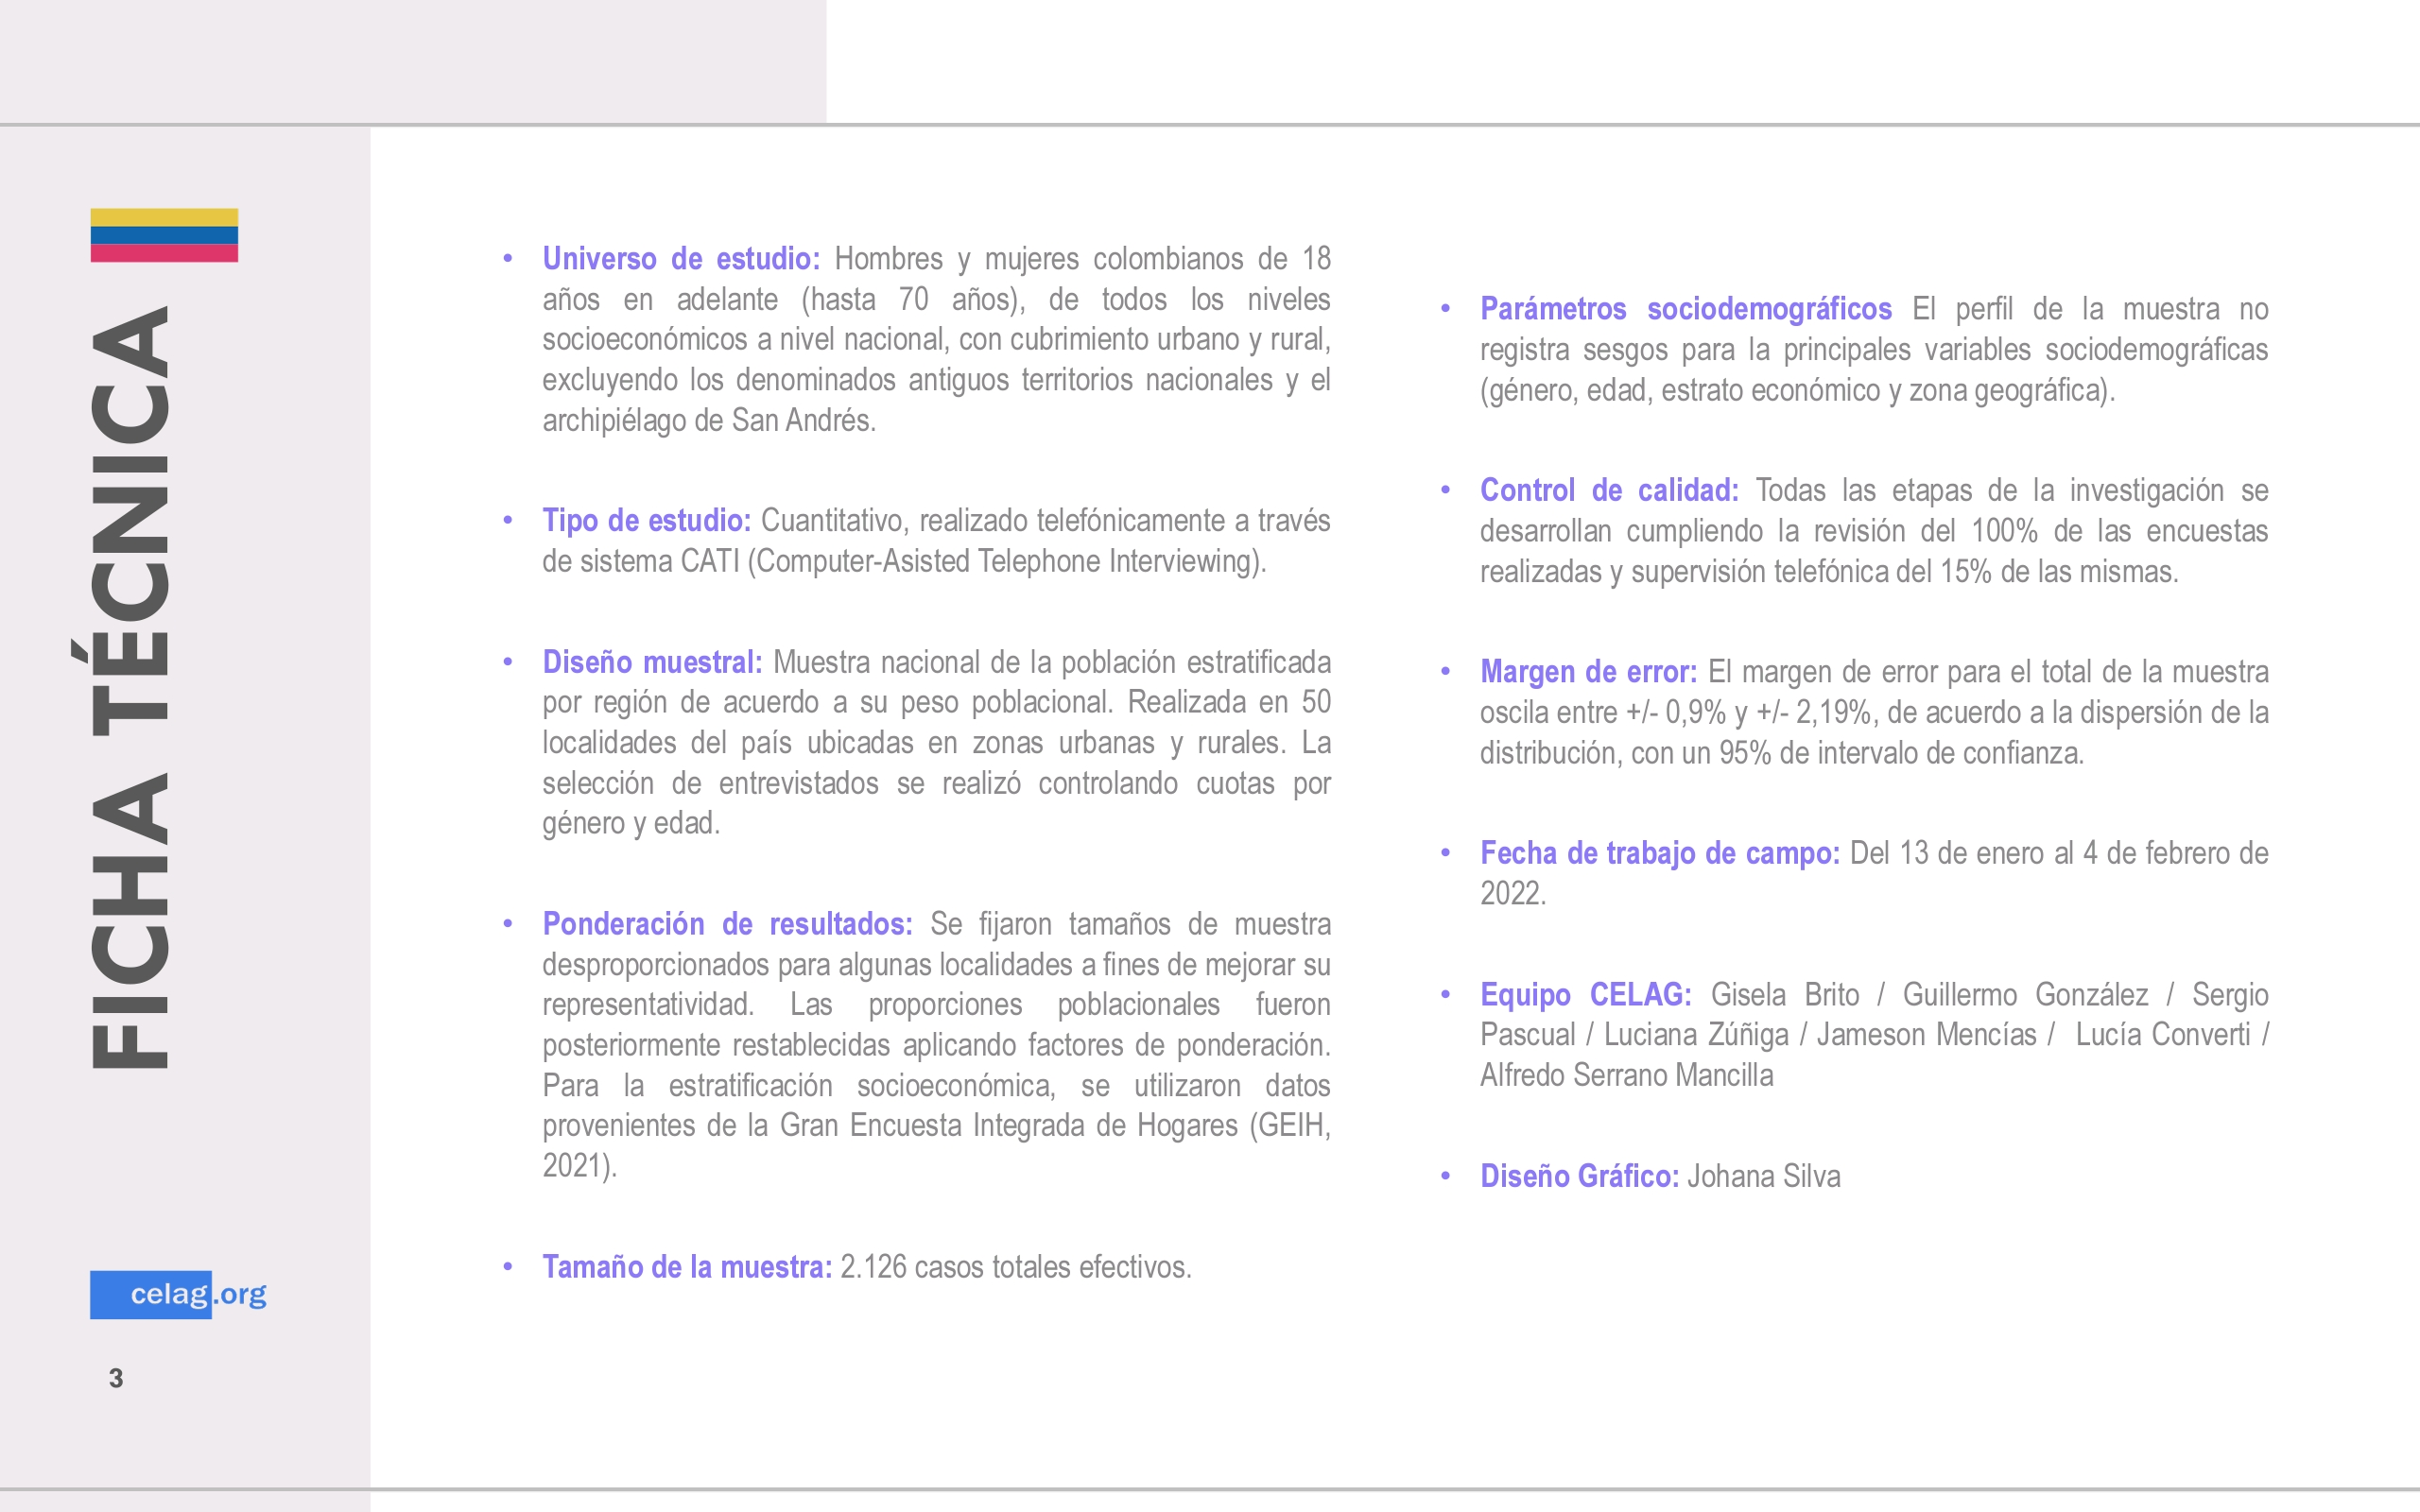 FICHA TÉCNICA
• Universo de estudio: Hombres y mujeres colombianos de 18
años en adelante (hasta 70 años), de todos los niveles
socioeconómicos a nivel nacional, con cubrimiento urbano y rural,
excluyendo los denominados antiguos territorios nacionales y el
archipiélago de San Andrés.
• Tipo de estudio: Cuantitativo, realizado telefónicamente a través
de sistema CATI (Computer-Asisted Telephone Interviewing).
• Diseño muestral: Muestra nacional de la población estratificada
por región de acuerdo a su peso poblacional. Realizada en 50
localidades del país ubicadas en zonas urbanas y rurales. La
selección de entrevistados se realizó controlando cuotas por
género y edad.
• Ponderación de resultados: Se fijaron tamaños de muestra
desproporcionados para algunas localidades a fines de mejorar su
representatividad. Las proporciones poblacionales fueron
posteriormente restablecidas aplicando factores de ponderación.
Para la estratificación socioeconómica, se utilizaron datos
provenientes de la Gran Encuesta Integrada de Hogares (GEIH,
2021).
• Tamaño de la muestra: 2.126 casos totales efectivos.
• Parámetros sociodemográficos El perfil de la muestra no
registra sesgos para la principales variables sociodemográficas
(género, edad, estrato económico y zona geográfica).
• Control de calidad: Todas las etapas de la investigación se
desarrollan cumpliendo la revisión del 100% de las encuestas
realizadas y supervisión telefónica del 15% de las mismas.
• Margen de error: El margen de error para el total de la muestra
oscila entre +/- 0,9% y +/- 2,19%, de acuerdo a la dispersión de la
distribución, con un 95% de intervalo de confianza.
• Fecha de trabajo de campo: Del 13 de enero al 4 de febrero de
2022.
• Equipo CELAG: Gisela Brito / Guillermo González / Sergio
Pascual / Luciana Zúñiga / Jameson Mencías / Lucía Converti /
Alfredo Serrano Mancilla
• Diseño Gráfico: Johana Silva
celag.org
3